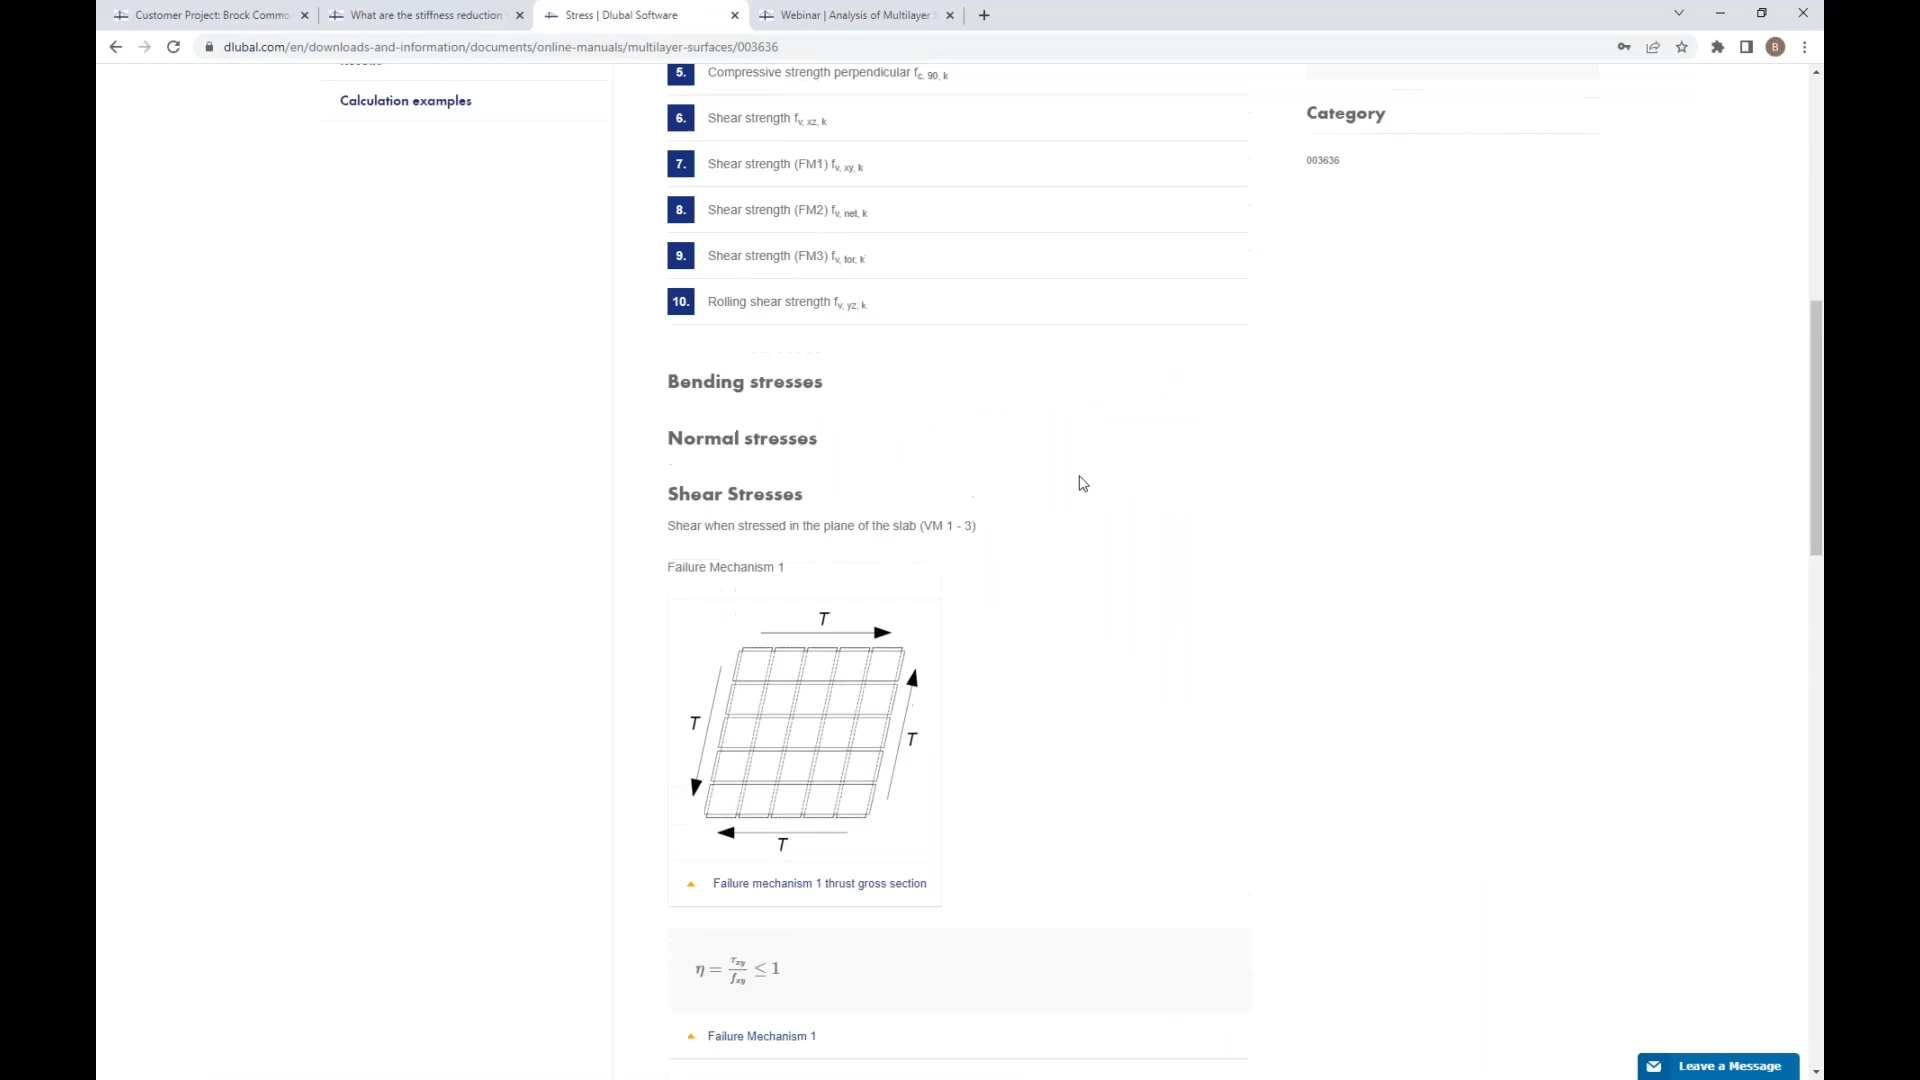 Customer Project: Brock Commo
What are the stiffness reduction
Stress | Dlubal Software
Webinar | Analysis of Multilayer S
dlubal.com/en/downloads-and-information/documents/online-manuals/multilayer-surfaces/003636
B
Calculation examples
5. Compressive strength perpendicular fc, 90, k
6. Shear strength fv, xz, k
7. Shear strength (FM1) fv, xy, k
8. Shear strength (FM2) fv, net, k
9. Shear strength (FM3) fv, tor, k
10. Rolling shear strength fv, yz, k
Category
003636
Bending stresses
Normal stresses
Shear Stresses
Shear when stressed in the plane of the slab (VM 1 - 3)
Failure Mechanism 1
T
T
T
T
Failure mechanism 1 thrust gross section
η = τxy / fxy ≤ 1
Failure Mechanism 1
Leave a Message